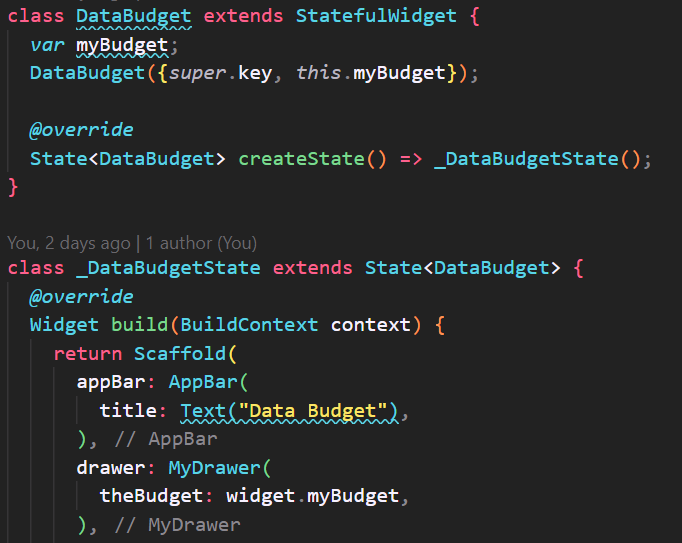 class DataBudget extends StatefulWidget {
  var myBudget;
  DataBudget({super.key, this.myBudget});

  @override
  State<DataBudget> createState() => _DataBudgetState();
}

You, 2 days ago | 1 author (You)
class _DataBudgetState extends State<DataBudget> {
  @override
  Widget build(BuildContext context) {
    return Scaffold(
      appBar: AppBar(
        title: Text("Data Budget"),
      ), // AppBar
      drawer: MyDrawer(
        theBudget: widget.myBudget,
      ), // MyDrawer